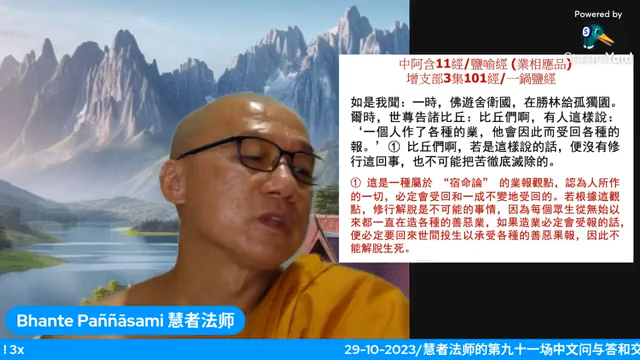 Powered by
StreamYard
中阿含11經/鹽喻經 (業相應品)
增支部3集101經/一鍋鹽經
如是我聞：一時，佛遊舍衛國，在勝林給孤獨園。
爾時，世尊告諸比丘：比丘們啊，有人這樣說：
‘一個人作了各種的業，他會因此而受回各種的
報。’ ① 比丘們啊，若是這樣說的話，便沒有修
行這回事，也不可能把苦徹底滅除的。
① 這是一種屬於 “宿命論” 的業報觀點，認為人所作
的一切，必定會受回和一成不變地受回的。若根據這觀
點，修行解脫是不可能的事情，因為每個眾生從無始以
來都一直在造各種的善惡業，如果造業必定會受報的話，
便必定要回來世間投生以承受各種的善惡果報，因此不
能解脫生死。
Bhante Paññāsami 慧者法师
! 3x
29-10-2023/慧者法师的第九十一场中文问与答和交